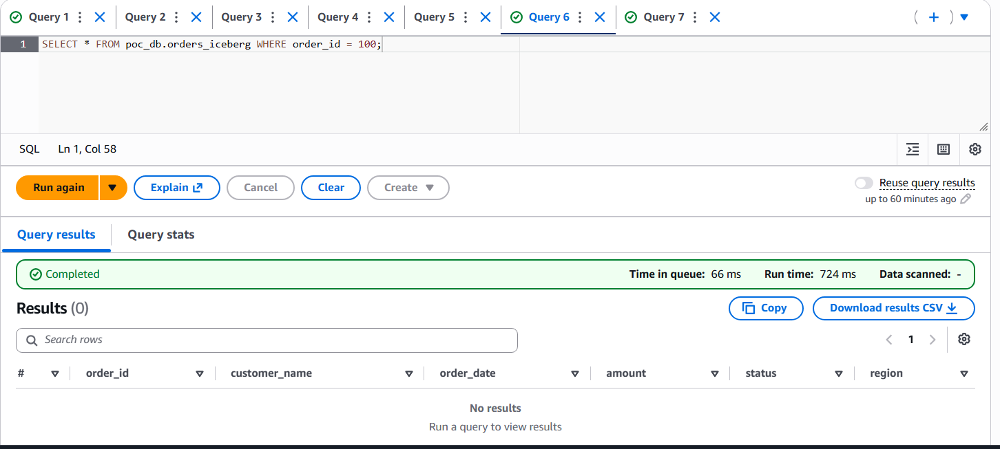 Query 1 Query 2 Query 3 Query 4 Query 5 Query 6 Query 7
1 SELECT * FROM poc_db.orders_iceberg WHERE order_id = 100;
SQL Ln 1, Col 58
Run again Explain Cancel Clear Create Reuse query results
up to 60 minutes ago
Query results Query stats
Completed Time in queue: 66 ms Run time: 724 ms Data scanned: -
Results (0) Copy Download results CSV
Search rows 1
# order_id customer_name order_date amount status region
No results
Run a query to view results